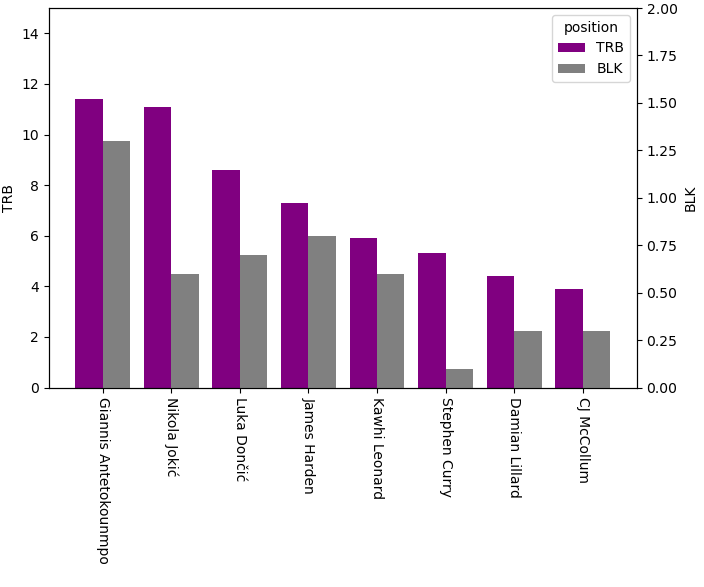 position
TRB
BLK
14
12
10
8
6
4
2
0
TRB
2.00
1.75
1.50
1.25
1.00
0.75
0.50
0.25
0.00
BLK
Giannis Antetokounmpo
Nikola Jokić
Luka Dončić
James Harden
Kawhi Leonard
Stephen Curry
Damian Lillard
CJ McCollum